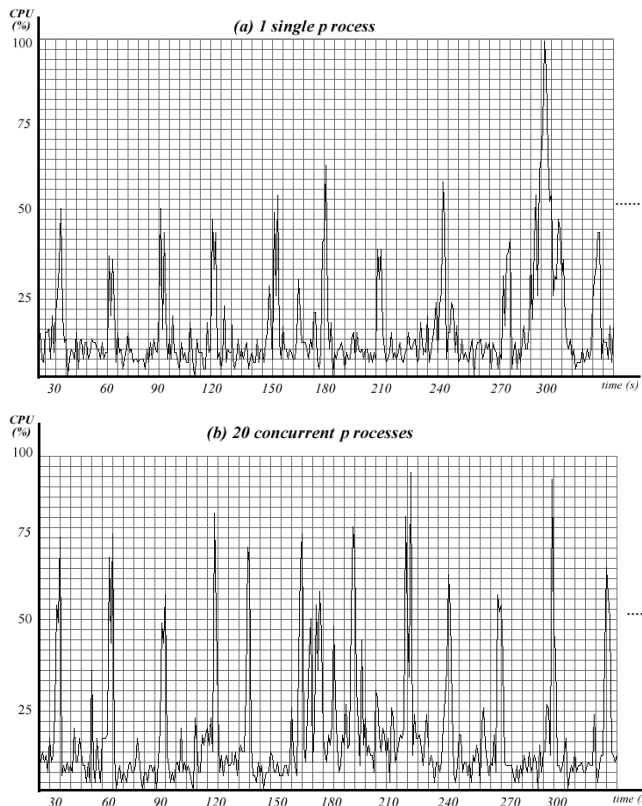 CPU
(%)
(a) 1 single p rocess
100
75
50
25
30 60 90 120 150 180 210 240 270 300 time (s)
.....
CPU
(%)
(b) 20 concurrent p rocesses
100
75
50
25
30 60 90 120 150 180 210 240 270 300 time (s
....